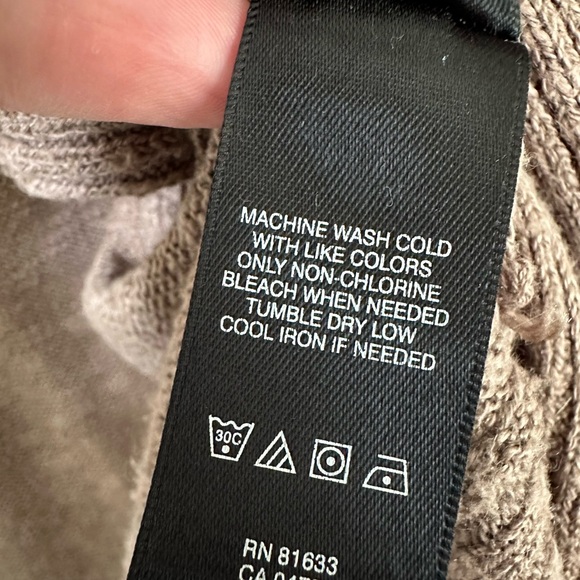 MACHINE WASH COLD
WITH LIKE COLORS
ONLY NON-CHLORINE
BLEACH WHEN NEEDED
TUMBLE DRY LOW
COOL IRON IF NEEDED
30C
RN 81633
CA